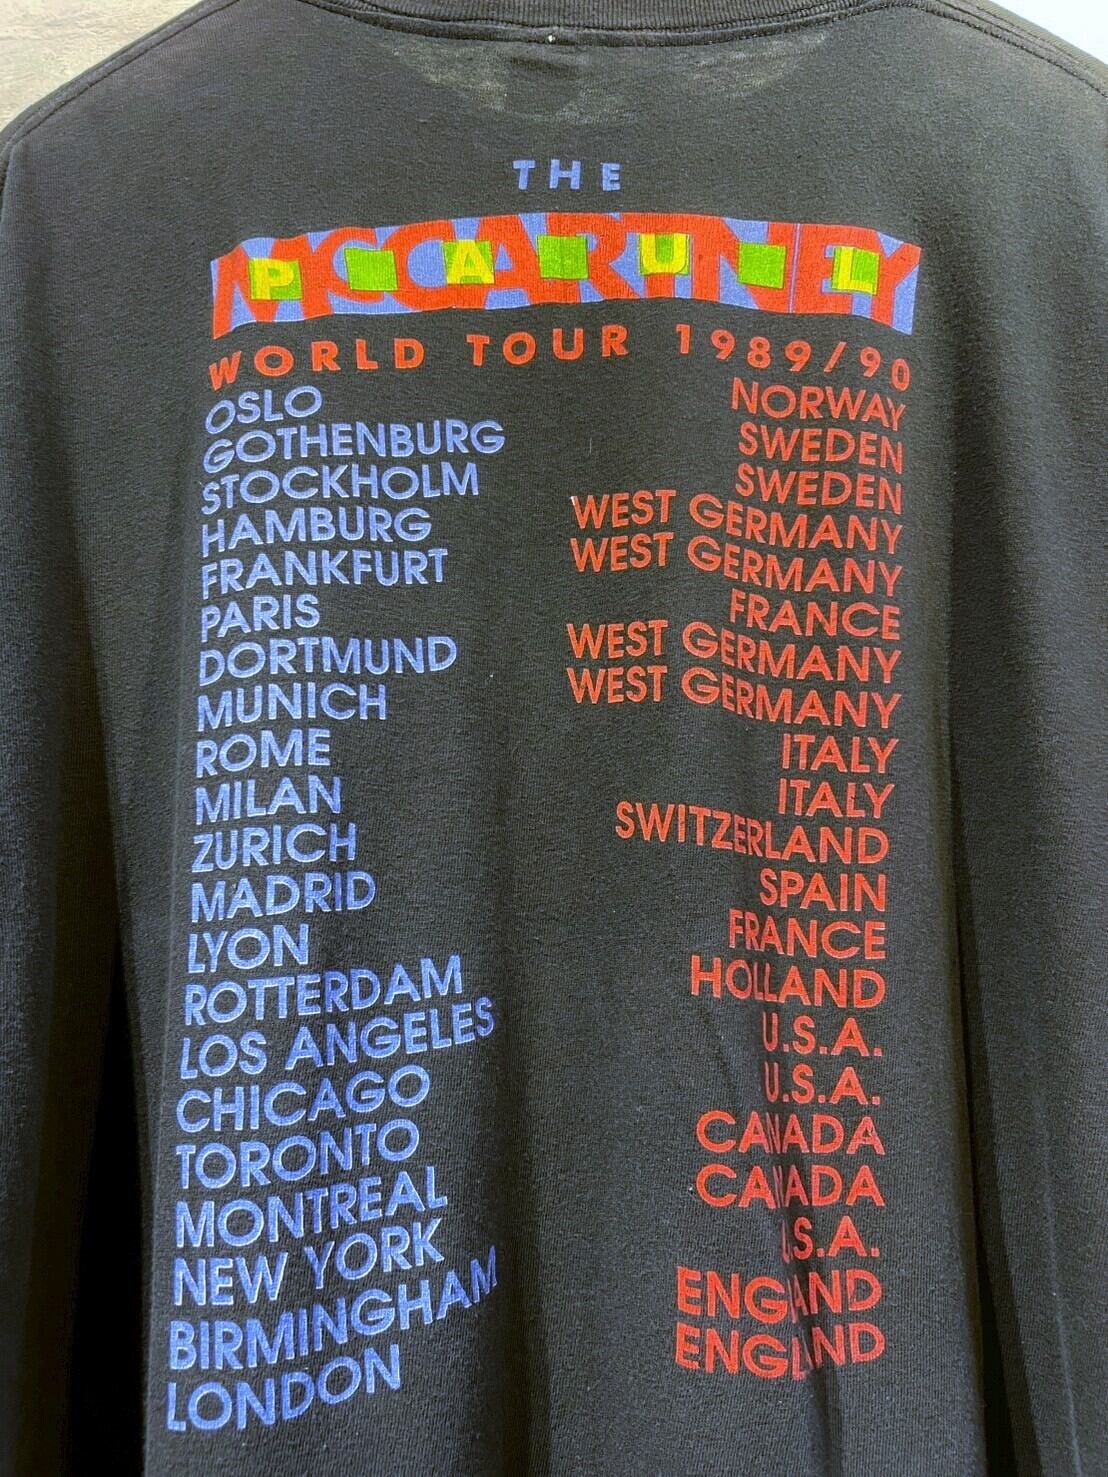 THE
McCARTNEY
PAUL
WORLD TOUR 1989/90
OSLO NORWAY
GOTHENBURG SWEDEN
STOCKHOLM SWEDEN
HAMBURG WEST GERMANY
FRANKFURT WEST GERMANY
PARIS FRANCE
DORTMUND WEST GERMANY
MUNICH WEST GERMANY
ROME ITALY
MILAN ITALY
ZURICH SWITZERLAND
MADRID SPAIN
LYON FRANCE
ROTTERDAM HOLLAND
LOS ANGELES U.S.A.
CHICAGO U.S.A.
TORONTO CANADA
MONTREAL CANADA
NEW YORK U.S.A.
BIRMINGHAM ENGLAND
LONDON ENGLAND